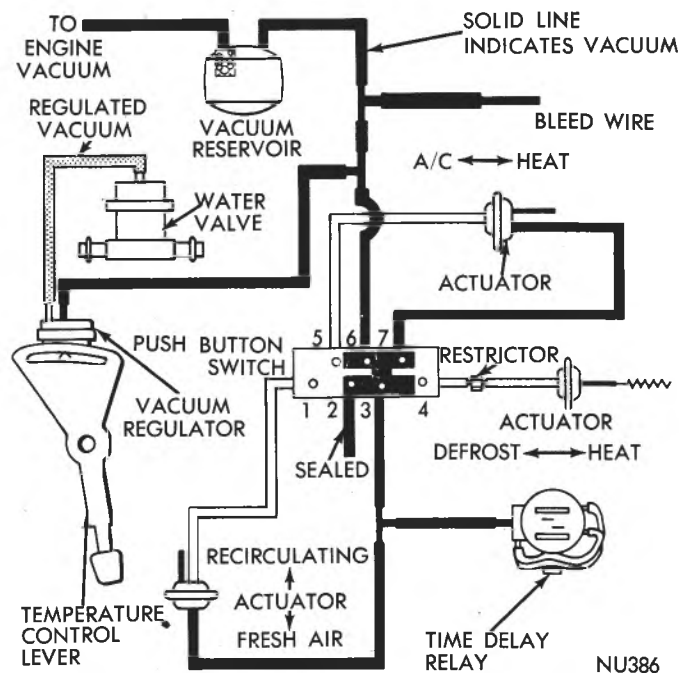 TO
ENGINE
VACUUM
SOLID LINE
INDICATES VACUUM
REGULATED
VACUUM
VACUUM
RESERVOIR
BLEED WIRE
A/C HEAT
WATER
VALVE
ACTUATOR
PUSH BUTTON
SWITCH
5 6 7
RESTRICTOR
1 2 3 4
VACUUM
REGULATOR
ACTUATOR
SEALED
DEFROST HEAT
RECIRCULATING
ACTUATOR
FRESH AIR
TEMPERATURE
CONTROL
LEVER
TIME DELAY
RELAY
NU386